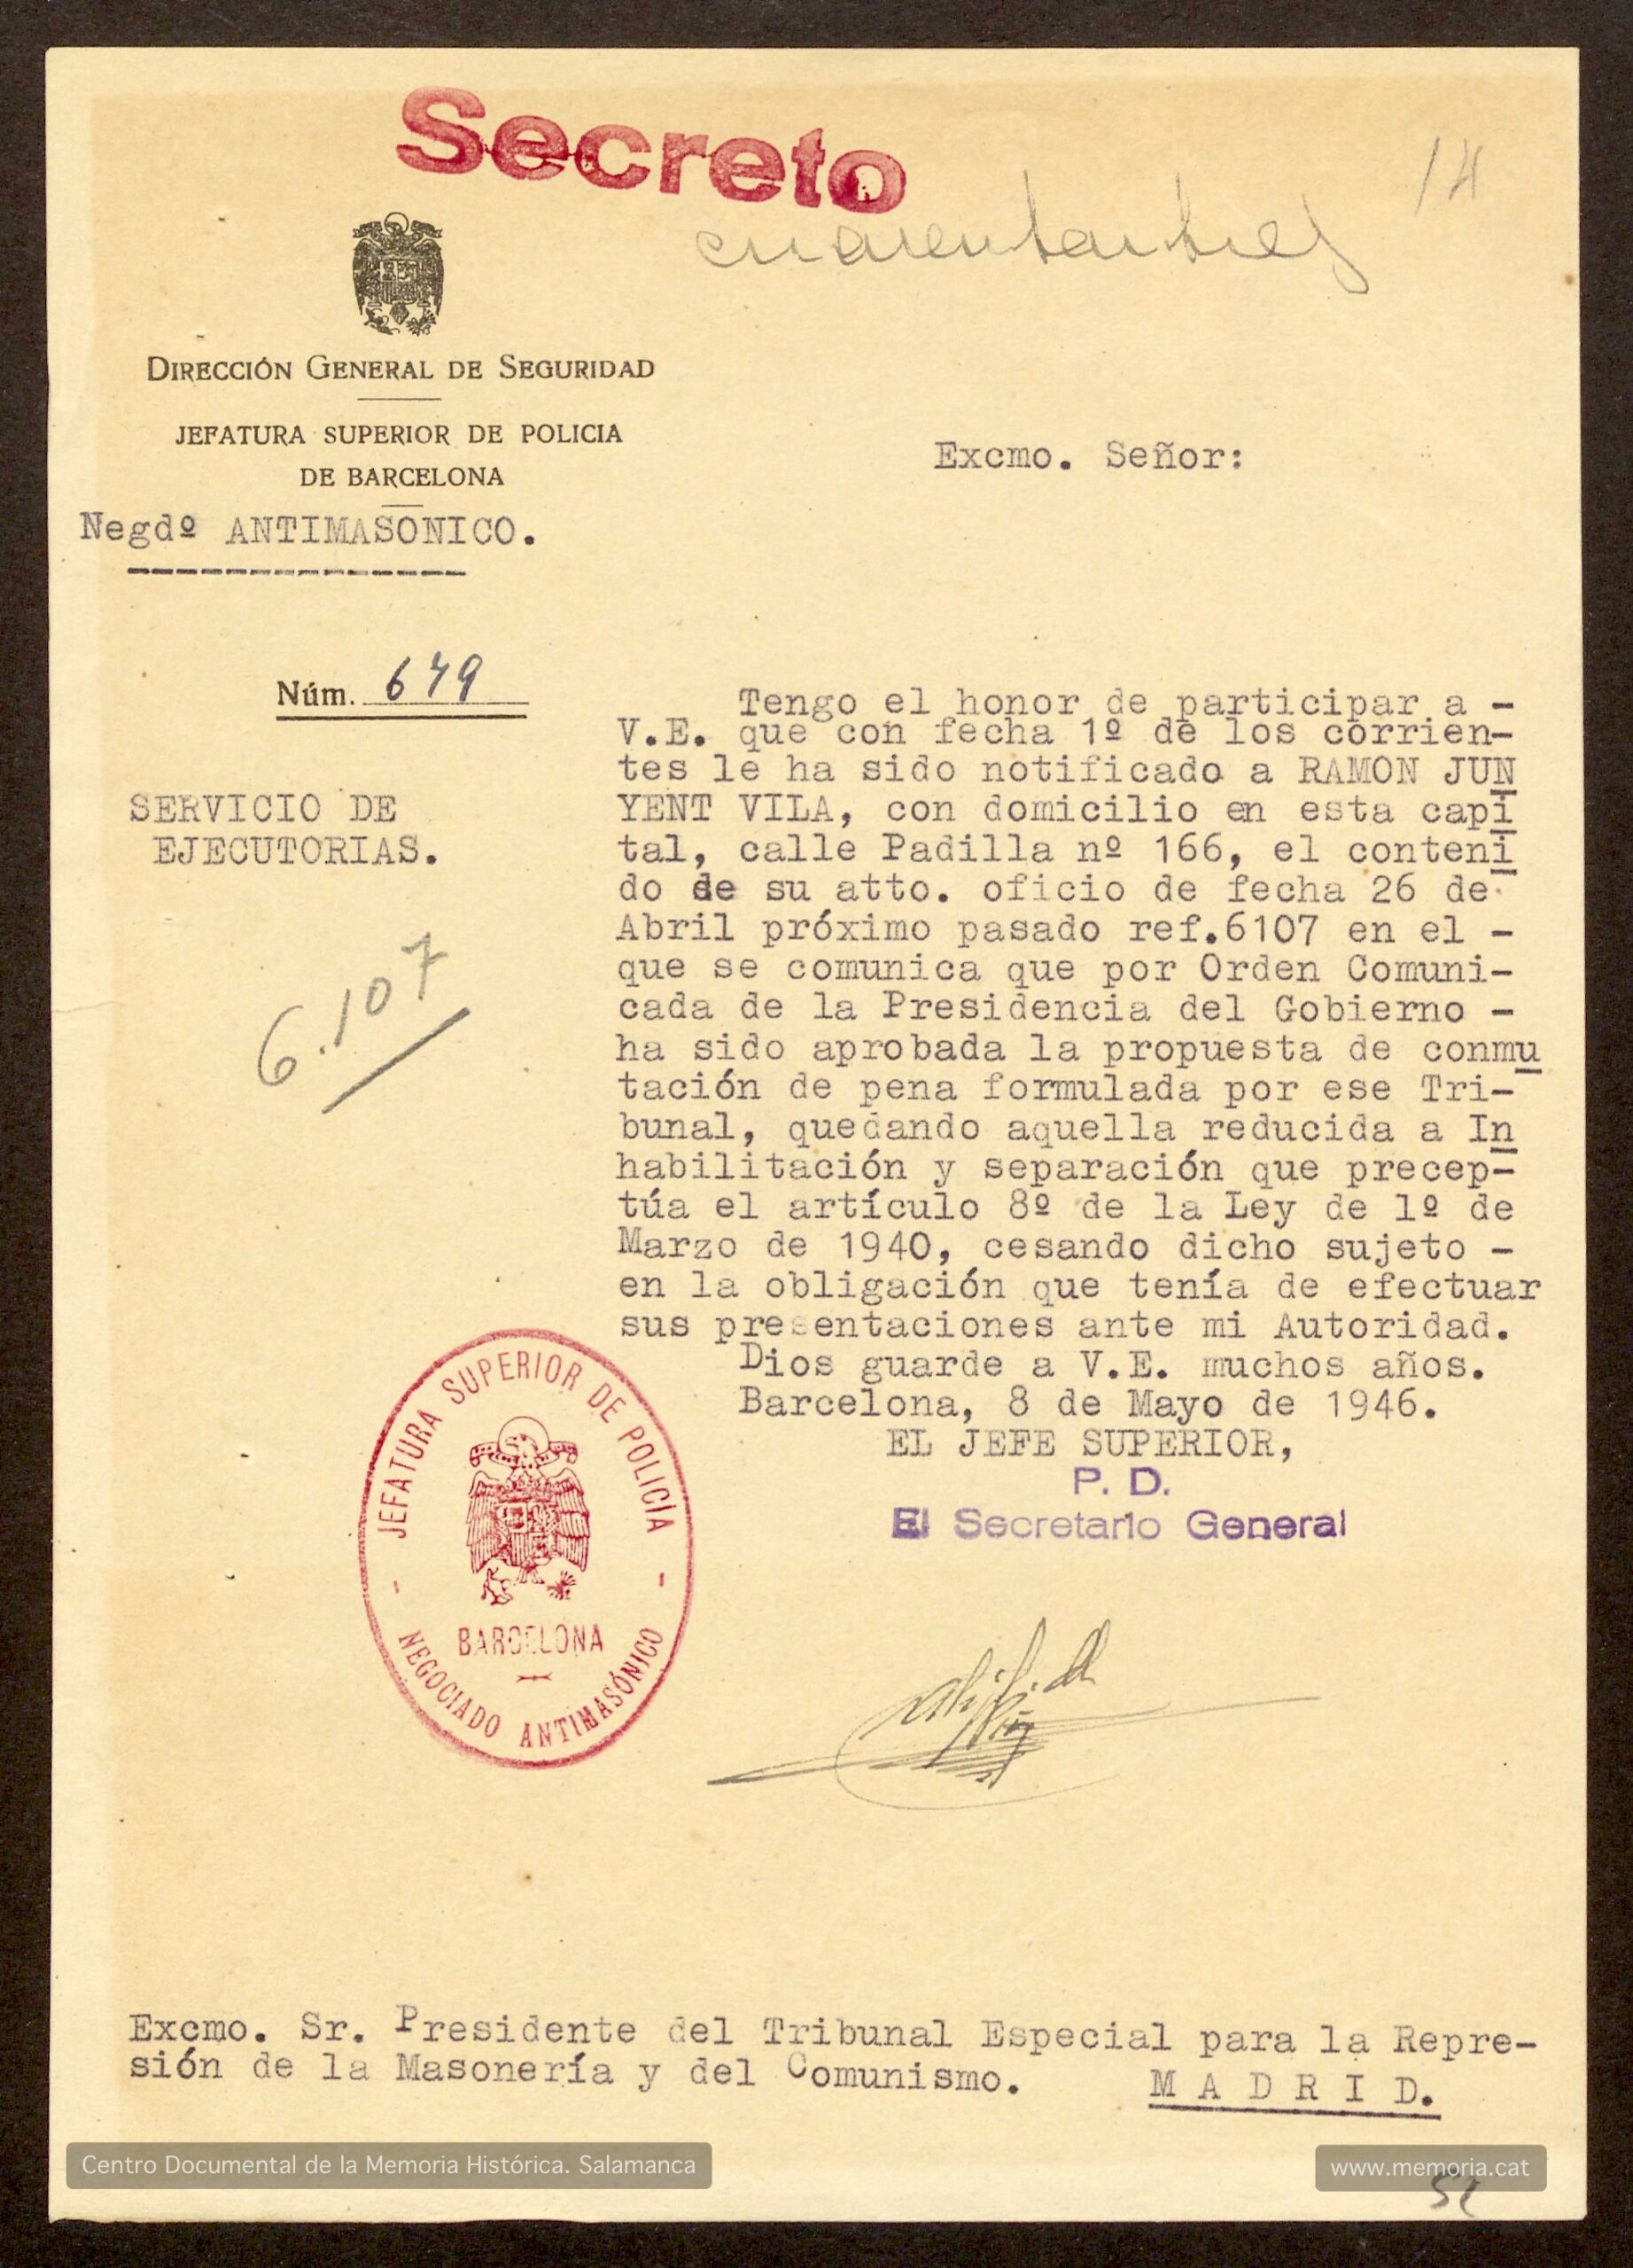 Secreto
14
cuarentaitres
DIRECCIÓN GENERAL DE SEGURIDAD
JEFATURA SUPERIOR DE POLICIA
DE BARCELONA
Negdº ANTIMASONICO.
Excmo. Señor:
Núm. 679
SERVICIO DE
EJECUTORIAS.
6.107
Tengo el honor de participar a -
V.E. que con fecha 1º de los corrien-
tes le ha sido notificado a RAMON JUN
YENT VILA, con domicilio en esta capi
tal, calle Padilla nº 166, el conteni
do de su atto. oficio de fecha 26 de
Abril próximo pasado ref.6107 en el -
que se comunica que por Orden Comuni-
cada de la Presidencia del Gobierno -
ha sido aprobada la propuesta de conmu
tación de pena formulada por ese Tri-
bunal, quedando aquella reducida a In
habilitación y separación que precep-
túa el artículo 8º de la Ley de 1º de
Marzo de 1940, cesando dicho sujeto -
en la obligación que tenía de efectuar
sus presentaciones ante mi Autoridad.
Dios guarde a V.E. muchos años.
Barcelona, 8 de Mayo de 1946.
EL JEFE SUPERIOR,
P. D.
El Secretario General
- JEFATURA SUPERIOR DE POLICÍA -
BARCELONA
NEGOCIADO ANTIMASÓNICO
Excmo. Sr. Presidente del Tribunal Especial para la Repre-
sión de la Masonería y del Comunismo.
M A D R I D.
Centro Documental de la Memoria Histórica. Salamanca
www.memoria.cat
52